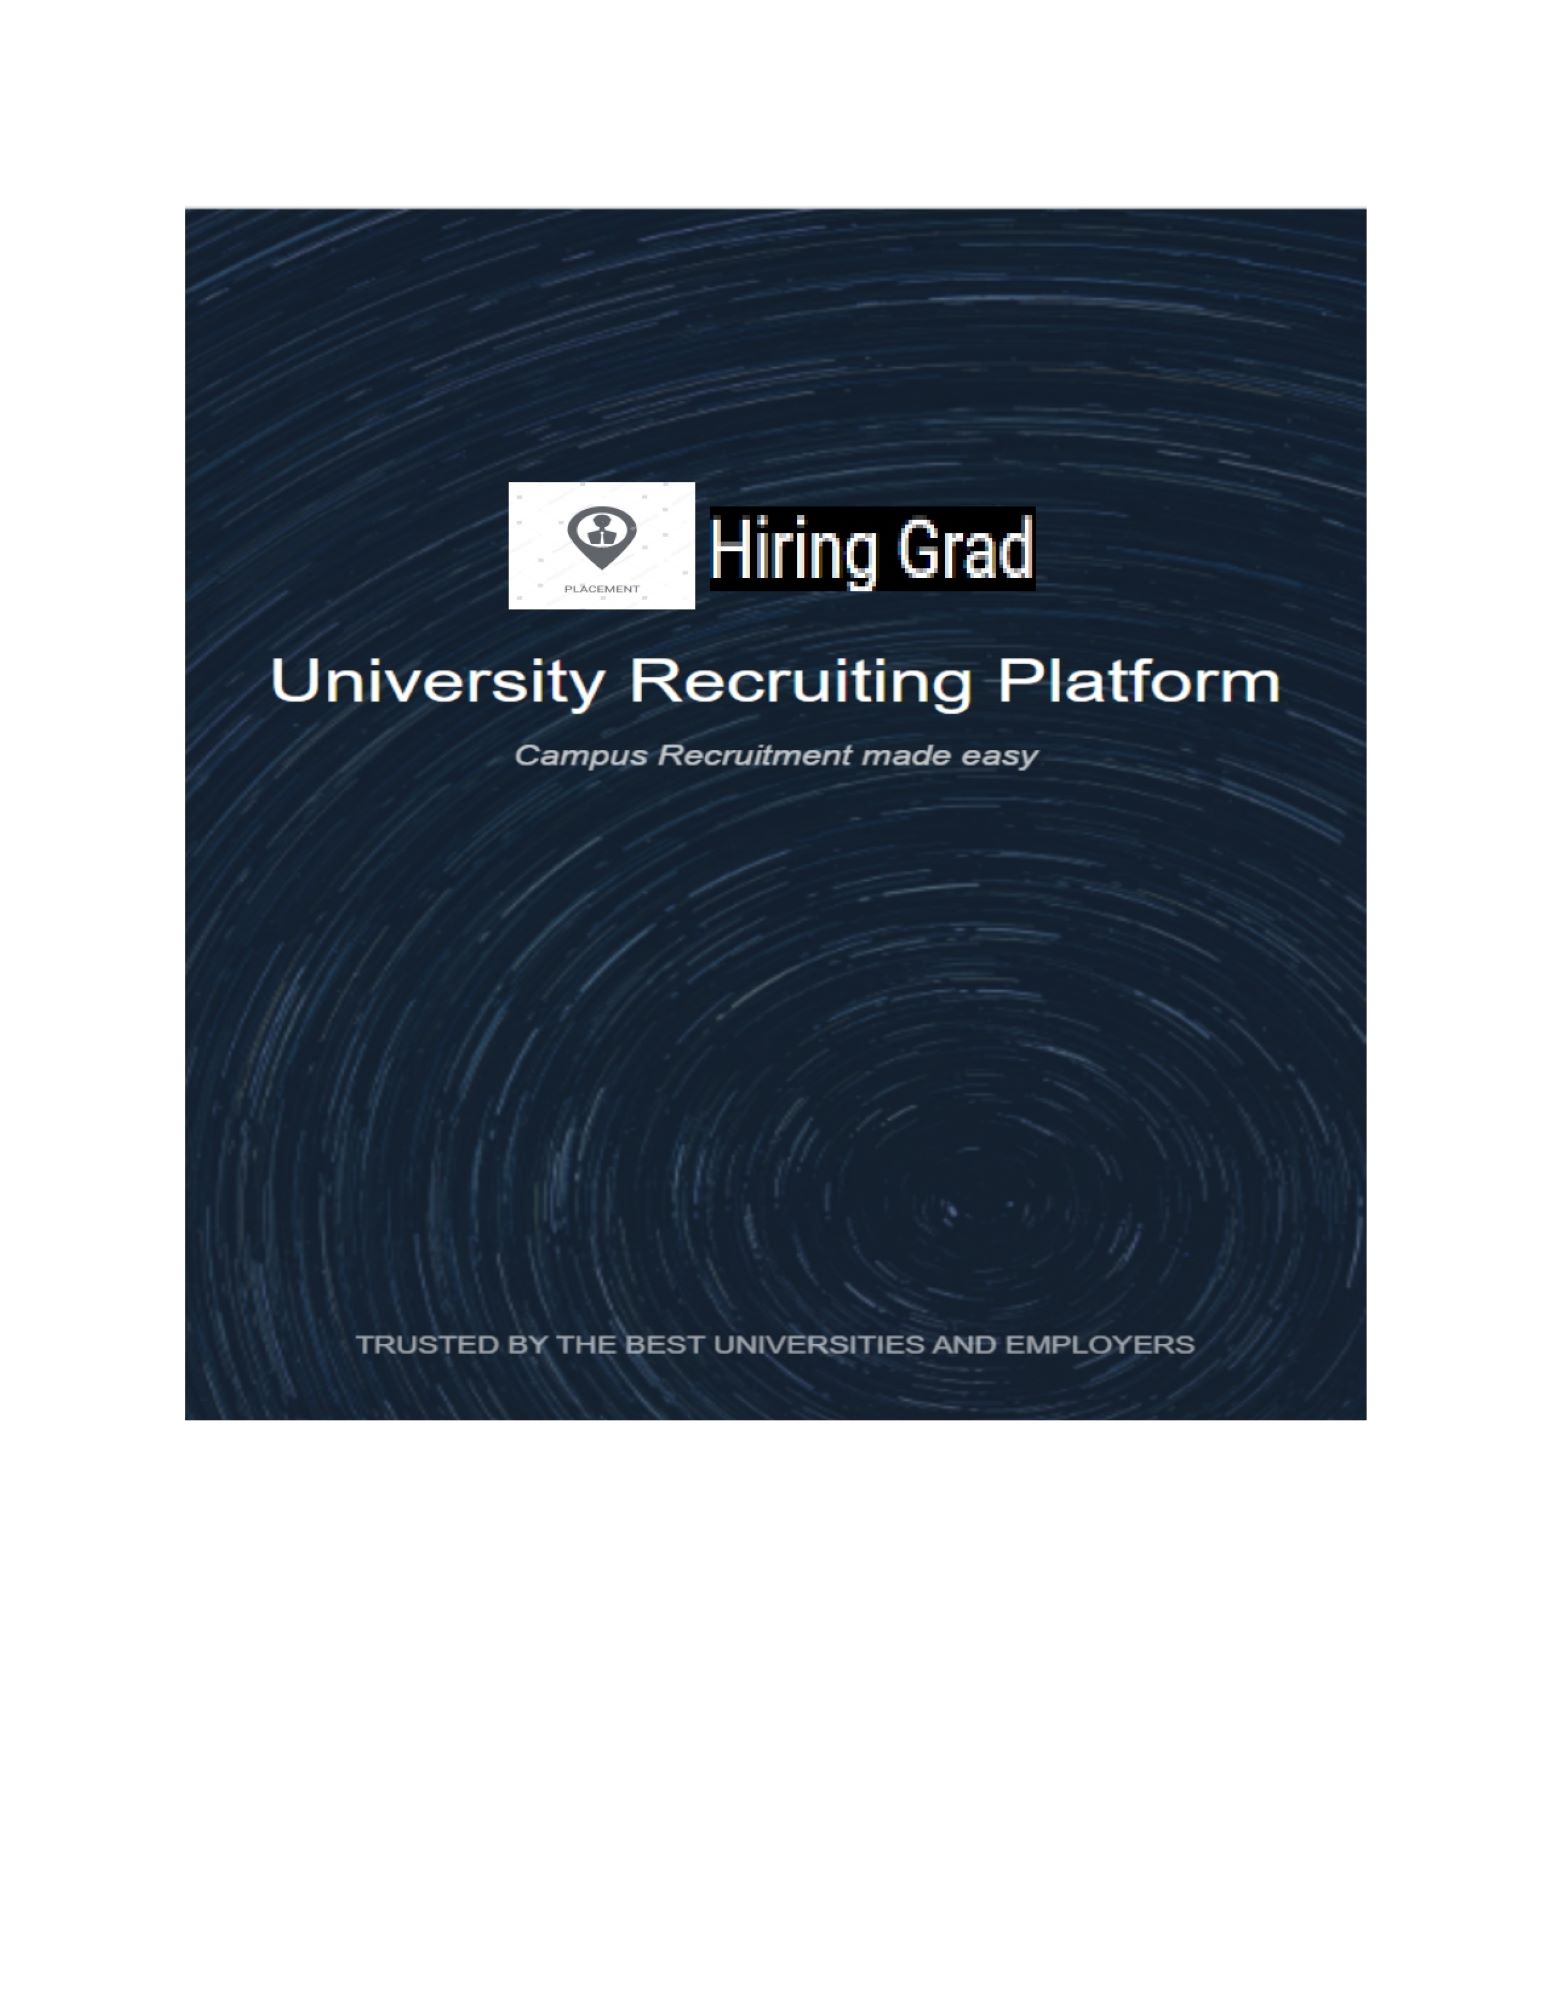 PLACEMENT
Hiring Grad
University Recruiting Platform
Campus Recruitment made easy
TRUSTED BY THE BEST UNIVERSITIES AND EMPLOYERS